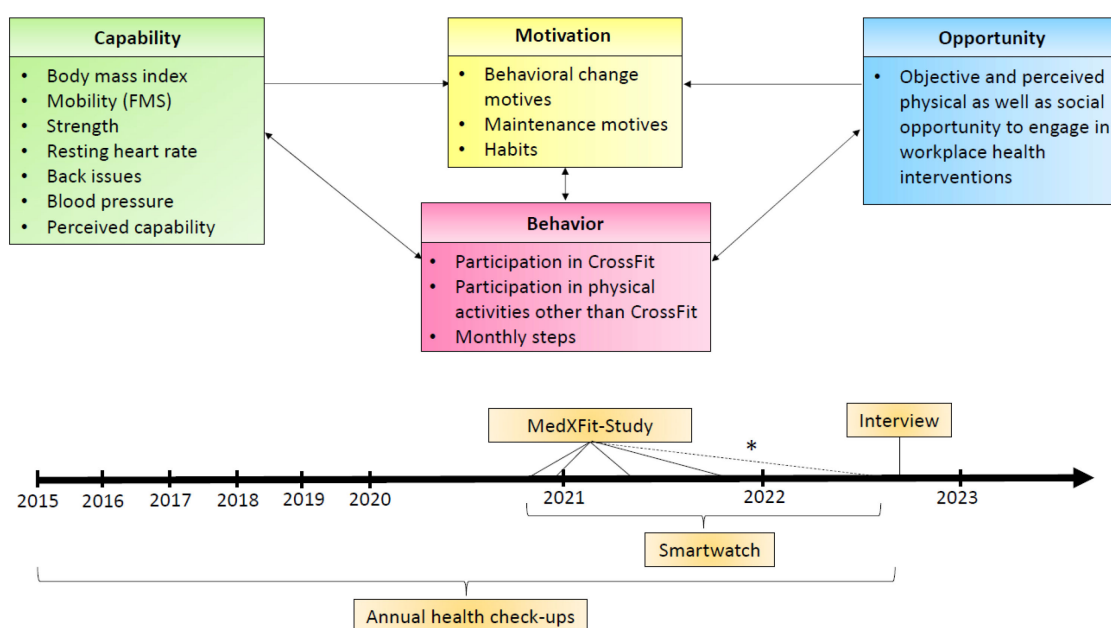 Capability
• Body mass index
• Mobility (FMS)
• Strength
• Resting heart rate
• Back issues
• Blood pressure
• Perceived capability
Motivation
• Behavioral change
motives
• Maintenance motives
• Habits
Opportunity
• Objective and perceived
physical as well as social
opportunity to engage in
workplace health
interventions
Behavior
• Participation in CrossFit
• Participation in physical
activities other than CrossFit
• Monthly steps
MedXFit-Study
*
Interview
2015 2016 2017 2018 2019 2020 2021 2022 2023
Smartwatch
Annual health check-ups